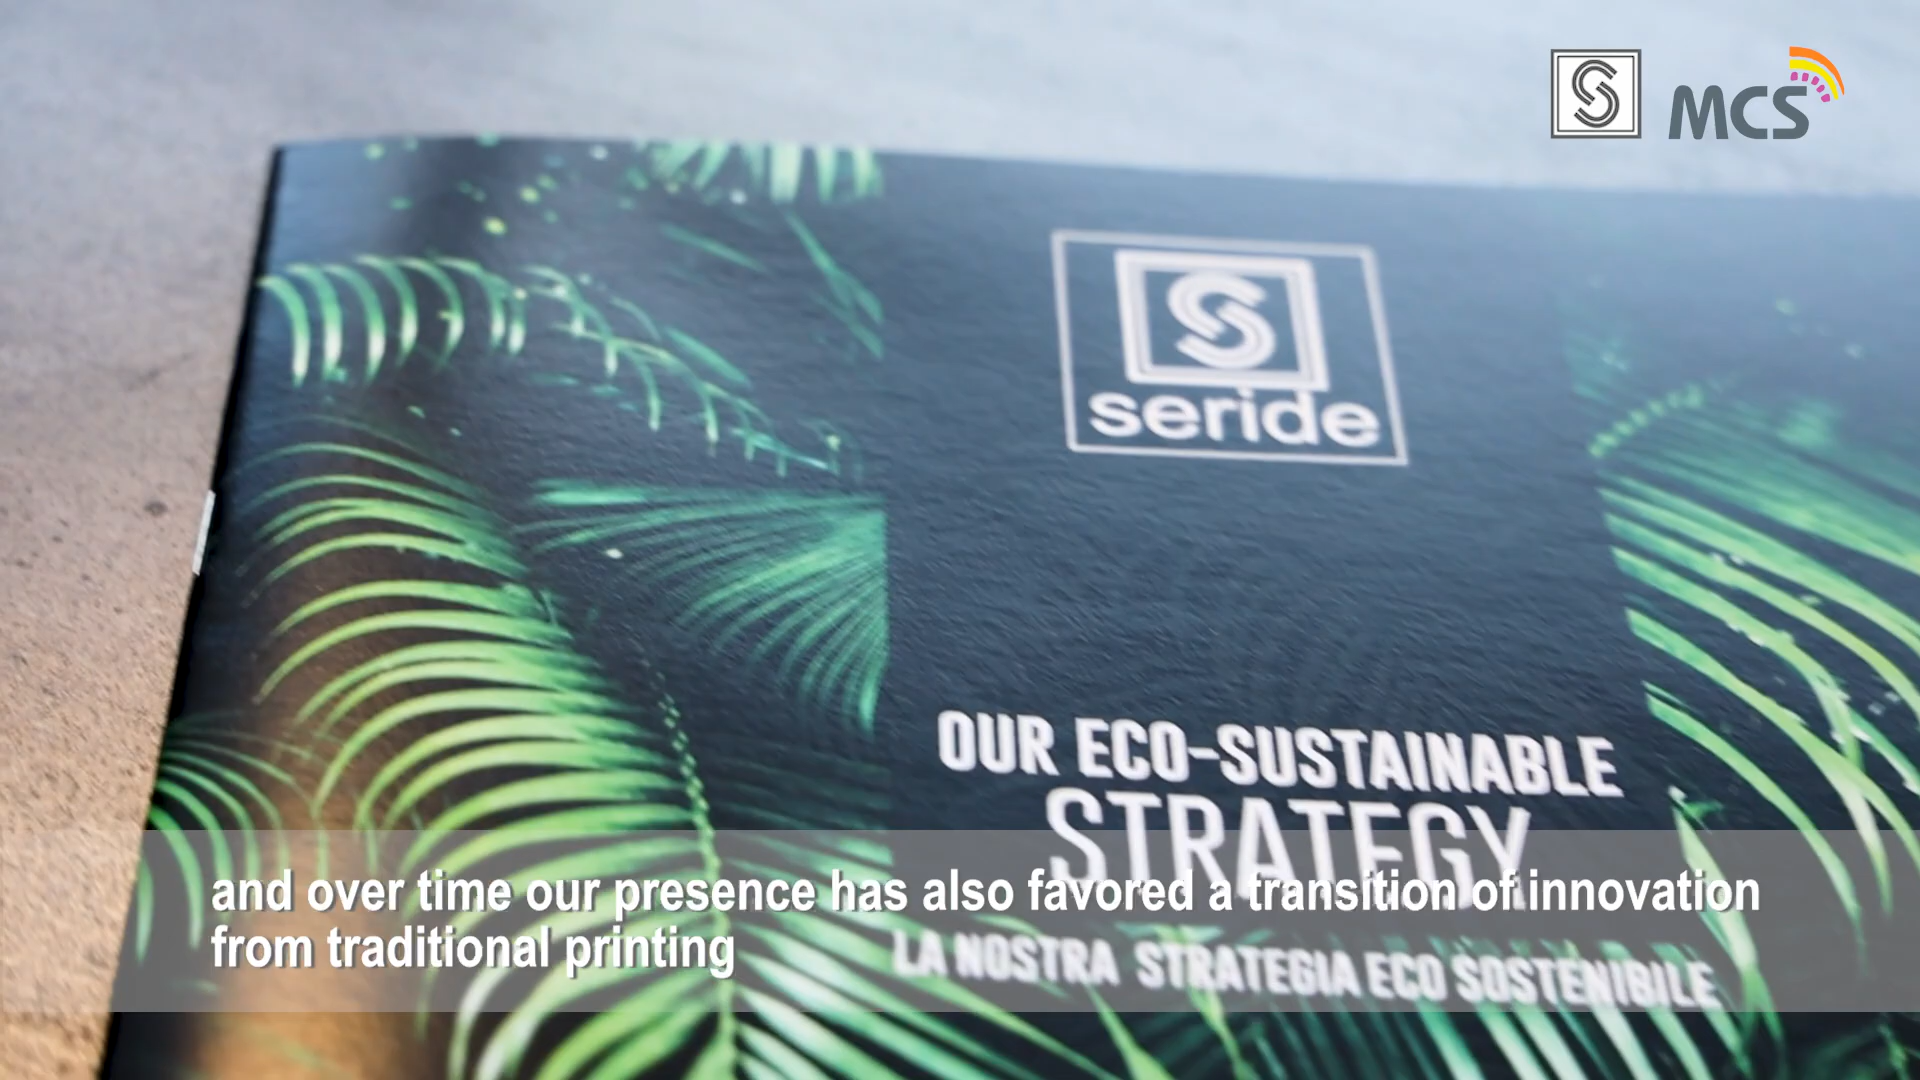 S MCS
S
seride
OUR ECO-SUSTAINABLE
STRATEGY
and over time our presence has also favored a transition of innovation
from traditional printing
LA NOSTRA STRATEGIA ECO SOSTENIBILE